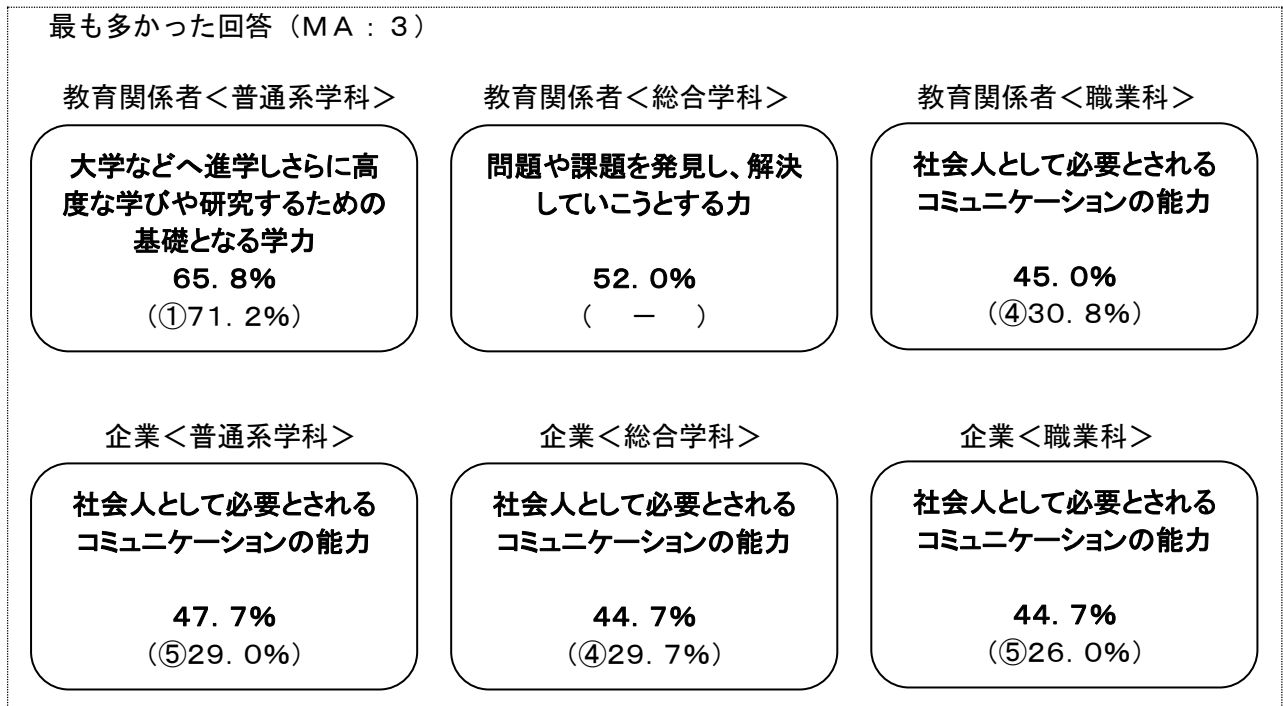 最も多かった回答（ＭＡ：３）
教育関係者＜普通系学科＞
大学などへ進学しさらに高
度な学びや研究するための
基礎となる学力
６５．８％
（①７１．２％）
教育関係者＜総合学科＞
問題や課題を発見し、解決
していこうとする力
５２．０％
（　－　）
教育関係者＜職業科＞
社会人として必要とされる
コミュニケーションの能力
４５．０％
（④３０．８％）
企業＜普通系学科＞
社会人として必要とされる
コミュニケーションの能力
４７．７％
（⑤２９．０％）
企業＜総合学科＞
社会人として必要とされる
コミュニケーションの能力
４４．７％
（④２９．７％）
企業＜職業科＞
社会人として必要とされる
コミュニケーションの能力
４４．７％
（⑤２６．０％）